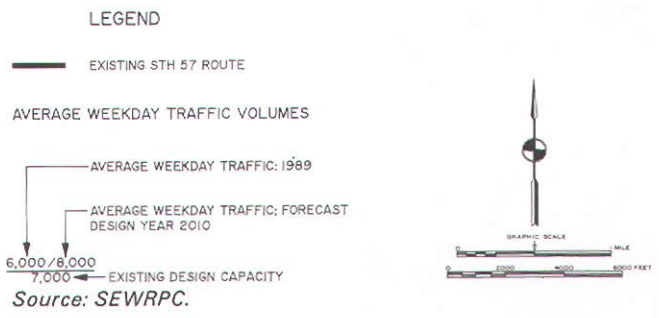 LEGEND
EXISTING STH 57 ROUTE
AVERAGE WEEKDAY TRAFFIC VOLUMES
AVERAGE WEEKDAY TRAFFIC: 1989
AVERAGE WEEKDAY TRAFFIC; FORECAST
DESIGN YEAR 2010
6,000/8,000
7,000
EXISTING DESIGN CAPACITY
Source: SEWRPC.
GRAPHIC SCALE
0 1 MILE
0 2000 4000 6000 FEET